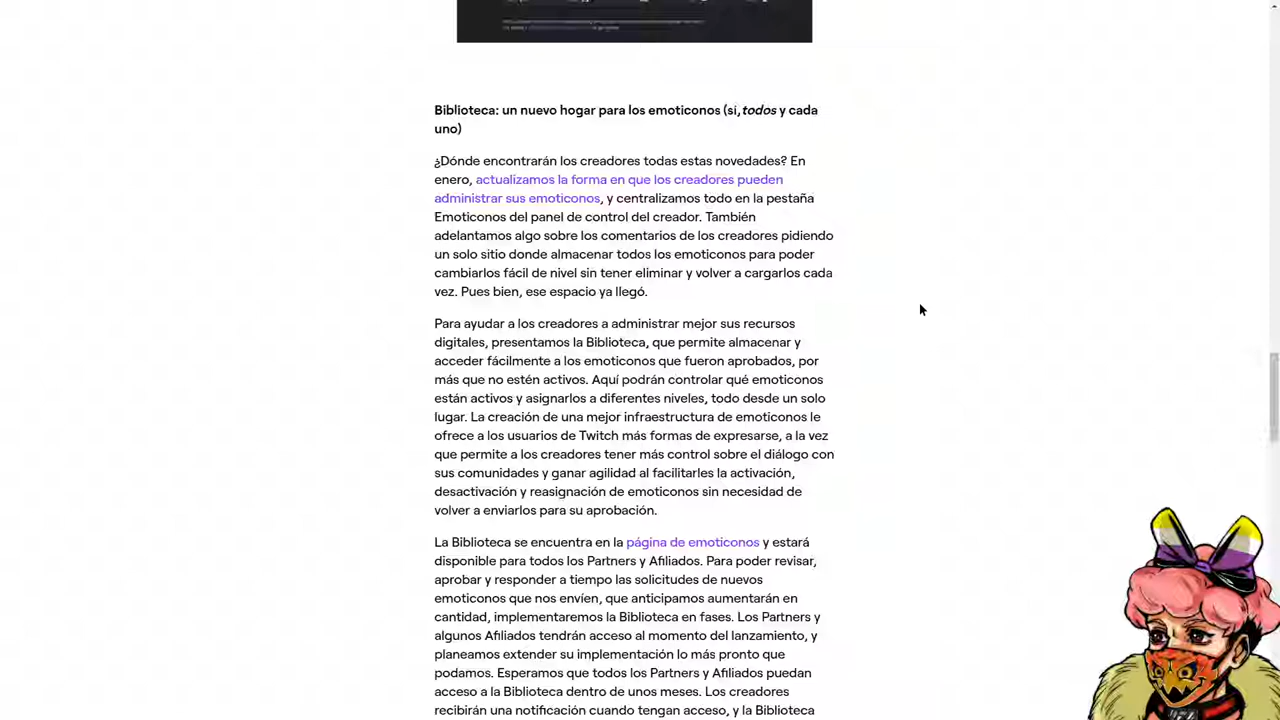 Biblioteca: un nuevo hogar para los emoticonos (sí, todos y cada
uno)
¿Dónde encontrarán los creadores todas estas novedades? En
enero, actualizamos la forma en que los creadores pueden
administrar sus emoticonos, y centralizamos todo en la pestaña
Emoticonos del panel de control del creador. También
adelantamos algo sobre los comentarios de los creadores pidiendo
un solo sitio donde almacenar todos los emoticonos para poder
cambiarlos fácil de nivel sin tener eliminar y volver a cargarlos cada
vez. Pues bien, ese espacio ya llegó.
Para ayudar a los creadores a administrar mejor sus recursos
digitales, presentamos la Biblioteca, que permite almacenar y
acceder fácilmente a los emoticonos que fueron aprobados, por
más que no estén activos. Aquí podrán controlar qué emoticonos
están activos y asignarlos a diferentes niveles, todo desde un solo
lugar. La creación de una mejor infraestructura de emoticonos le
ofrece a los usuarios de Twitch más formas de expresarse, a la vez
que permite a los creadores tener más control sobre el diálogo con
sus comunidades y ganar agilidad al facilitarles la activación,
desactivación y reasignación de emoticonos sin necesidad de
volver a enviarlos para su aprobación.
La Biblioteca se encuentra en la página de emoticonos y estará
disponible para todos los Partners y Afiliados. Para poder revisar,
aprobar y responder a tiempo las solicitudes de nuevos
emoticonos que nos envíen, que anticipamos aumentarán en
cantidad, implementaremos la Biblioteca en fases. Los Partners y
algunos Afiliados tendrán acceso al momento del lanzamiento, y
planeamos extender su implementación lo más pronto que
podamos. Esperamos que todos los Partners y Afiliados puedan
acceso a la Biblioteca dentro de unos meses. Los creadores
recibirán una notificación cuando tengan acceso, y la Biblioteca